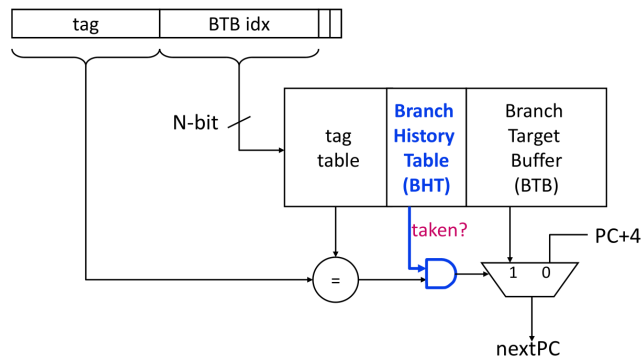 tag
BTB idx
N-bit
tag
table
Branch
History
Table
(BHT)
Branch
Target
Buffer
(BTB)
taken?
PC+4
=
1 0
nextPC